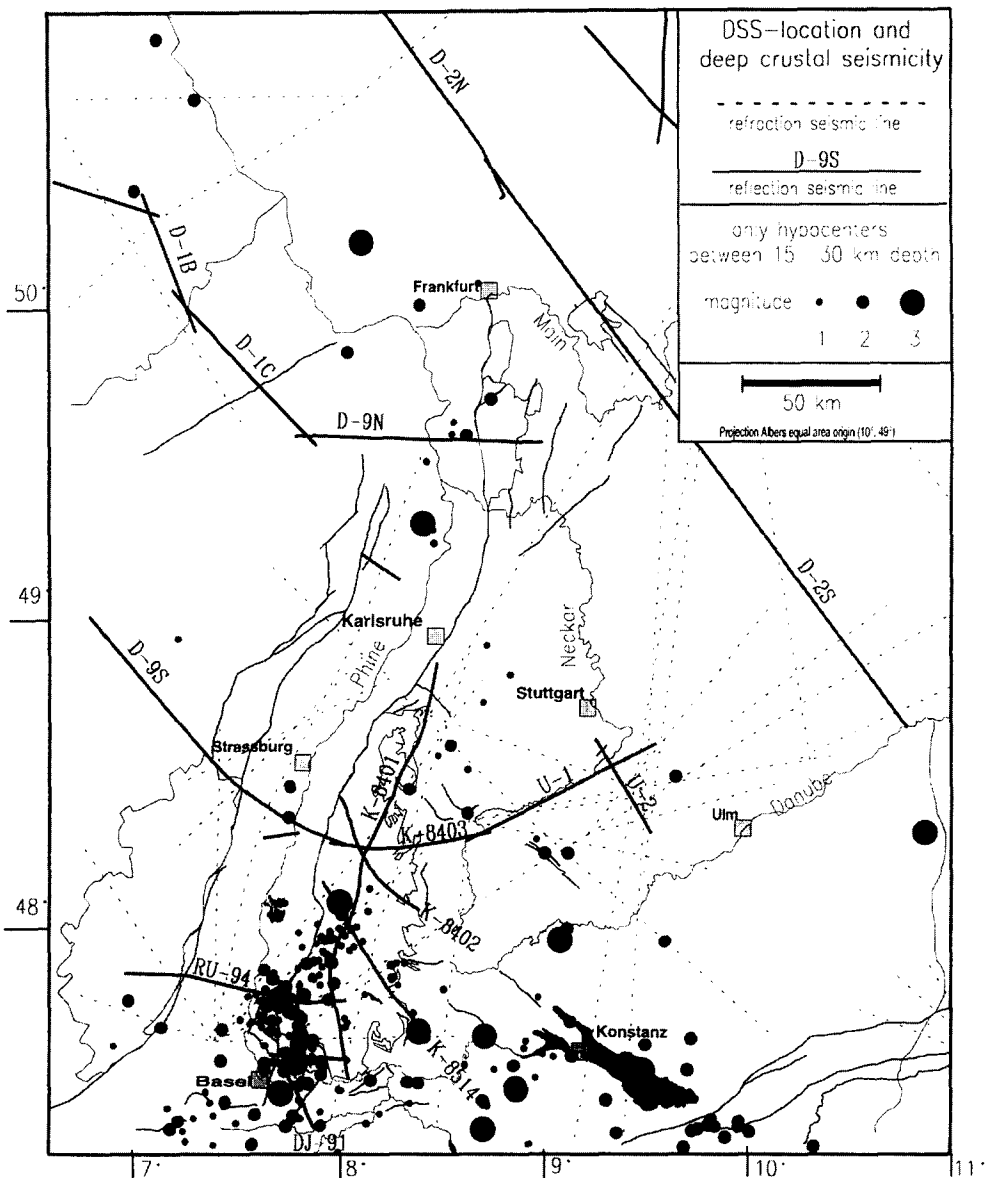 DSS-location and
deep crustal seismicity
refraction seismic line
D-9S
reflection seismic line
only hypocenters
between 15 30 km depth
magnitude
1 2 3
50 km
Projection Albers equal area origin (10°, 49°)
D-2N
D-1B
50°
Frankfurt
Main
D-1C
D-9N
49°
Karlsruhe
D-9S
Rhine
Neckar
D-2S
Stuttgart
Strassburg
K-8401
U-1
U-2
Danube
Ulm
K-8403
48°
K-8402
RU-94
Konstanz
K-8514
Basel
DJ-91
7° 8° 9° 10° 11°